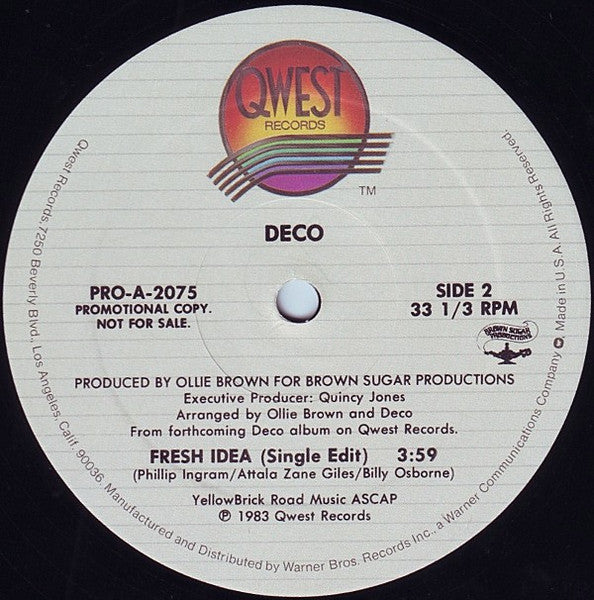 QWEST
RECORDS
TM
DECO
PRO-A-2075
PROMOTIONAL COPY.
NOT FOR SALE.
SIDE 2
33 1/3 RPM
BROWN SUGAR
PRODUCTIONS
PRODUCED BY OLLIE BROWN FOR BROWN SUGAR PRODUCTIONS
Executive Producer: Quincy Jones
Arranged by Ollie Brown and Deco
From forthcoming Deco album on Qwest Records.
FRESH IDEA (Single Edit) 3:59
(Phillip Ingram/Attala Zane Giles/Billy Osborne)
YellowBrick Road Music ASCAP
℗ 1983 Qwest Records
Qwest Records, 7250 Beverly Blvd., Los Angeles, Calif. 90036 Manufactured and Distributed by Warner Bros. Records Inc., a Warner Communications Company Made in U.S.A. All Rights Reserved.